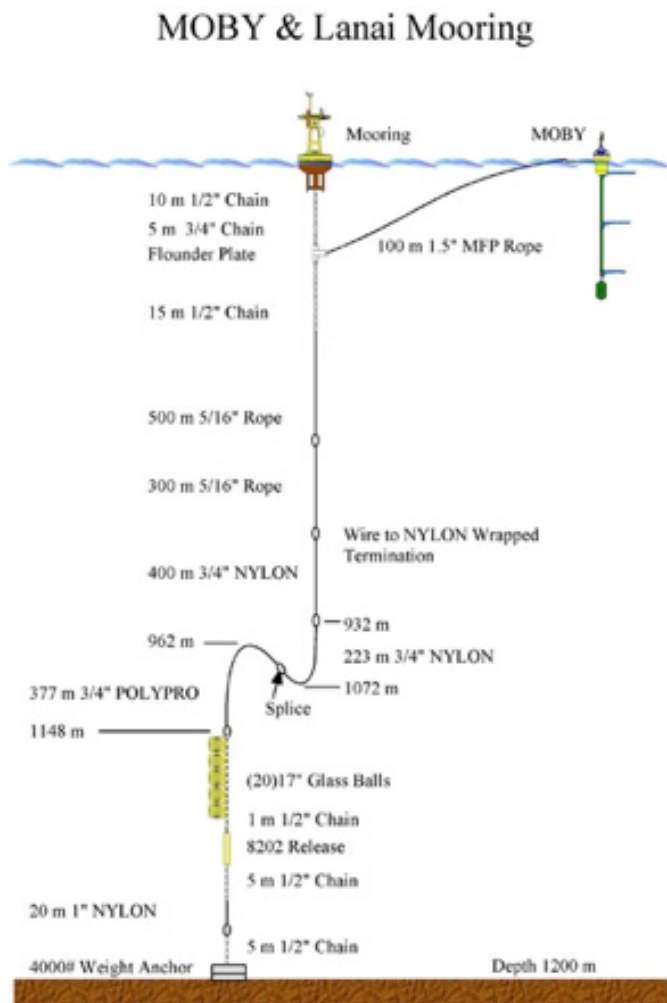 MOBY & Lanai Mooring
Mooring
MOBY
10 m 1/2" Chain
5 m 3/4" Chain
Flounder Plate
100 m 1.5" MFP Rope
15 m 1/2" Chain
500 m 5/16" Rope
300 m 5/16" Rope
Wire to NYLON Wrapped
Termination
400 m 3/4" NYLON
932 m
962 m
223 m 3/4" NYLON
1072 m
377 m 3/4" POLYPRO
Splice
1148 m
(20)17" Glass Balls
1 m 1/2" Chain
8202 Release
5 m 1/2" Chain
20 m 1" NYLON
5 m 1/2" Chain
4000# Weight Anchor
Depth 1200 m